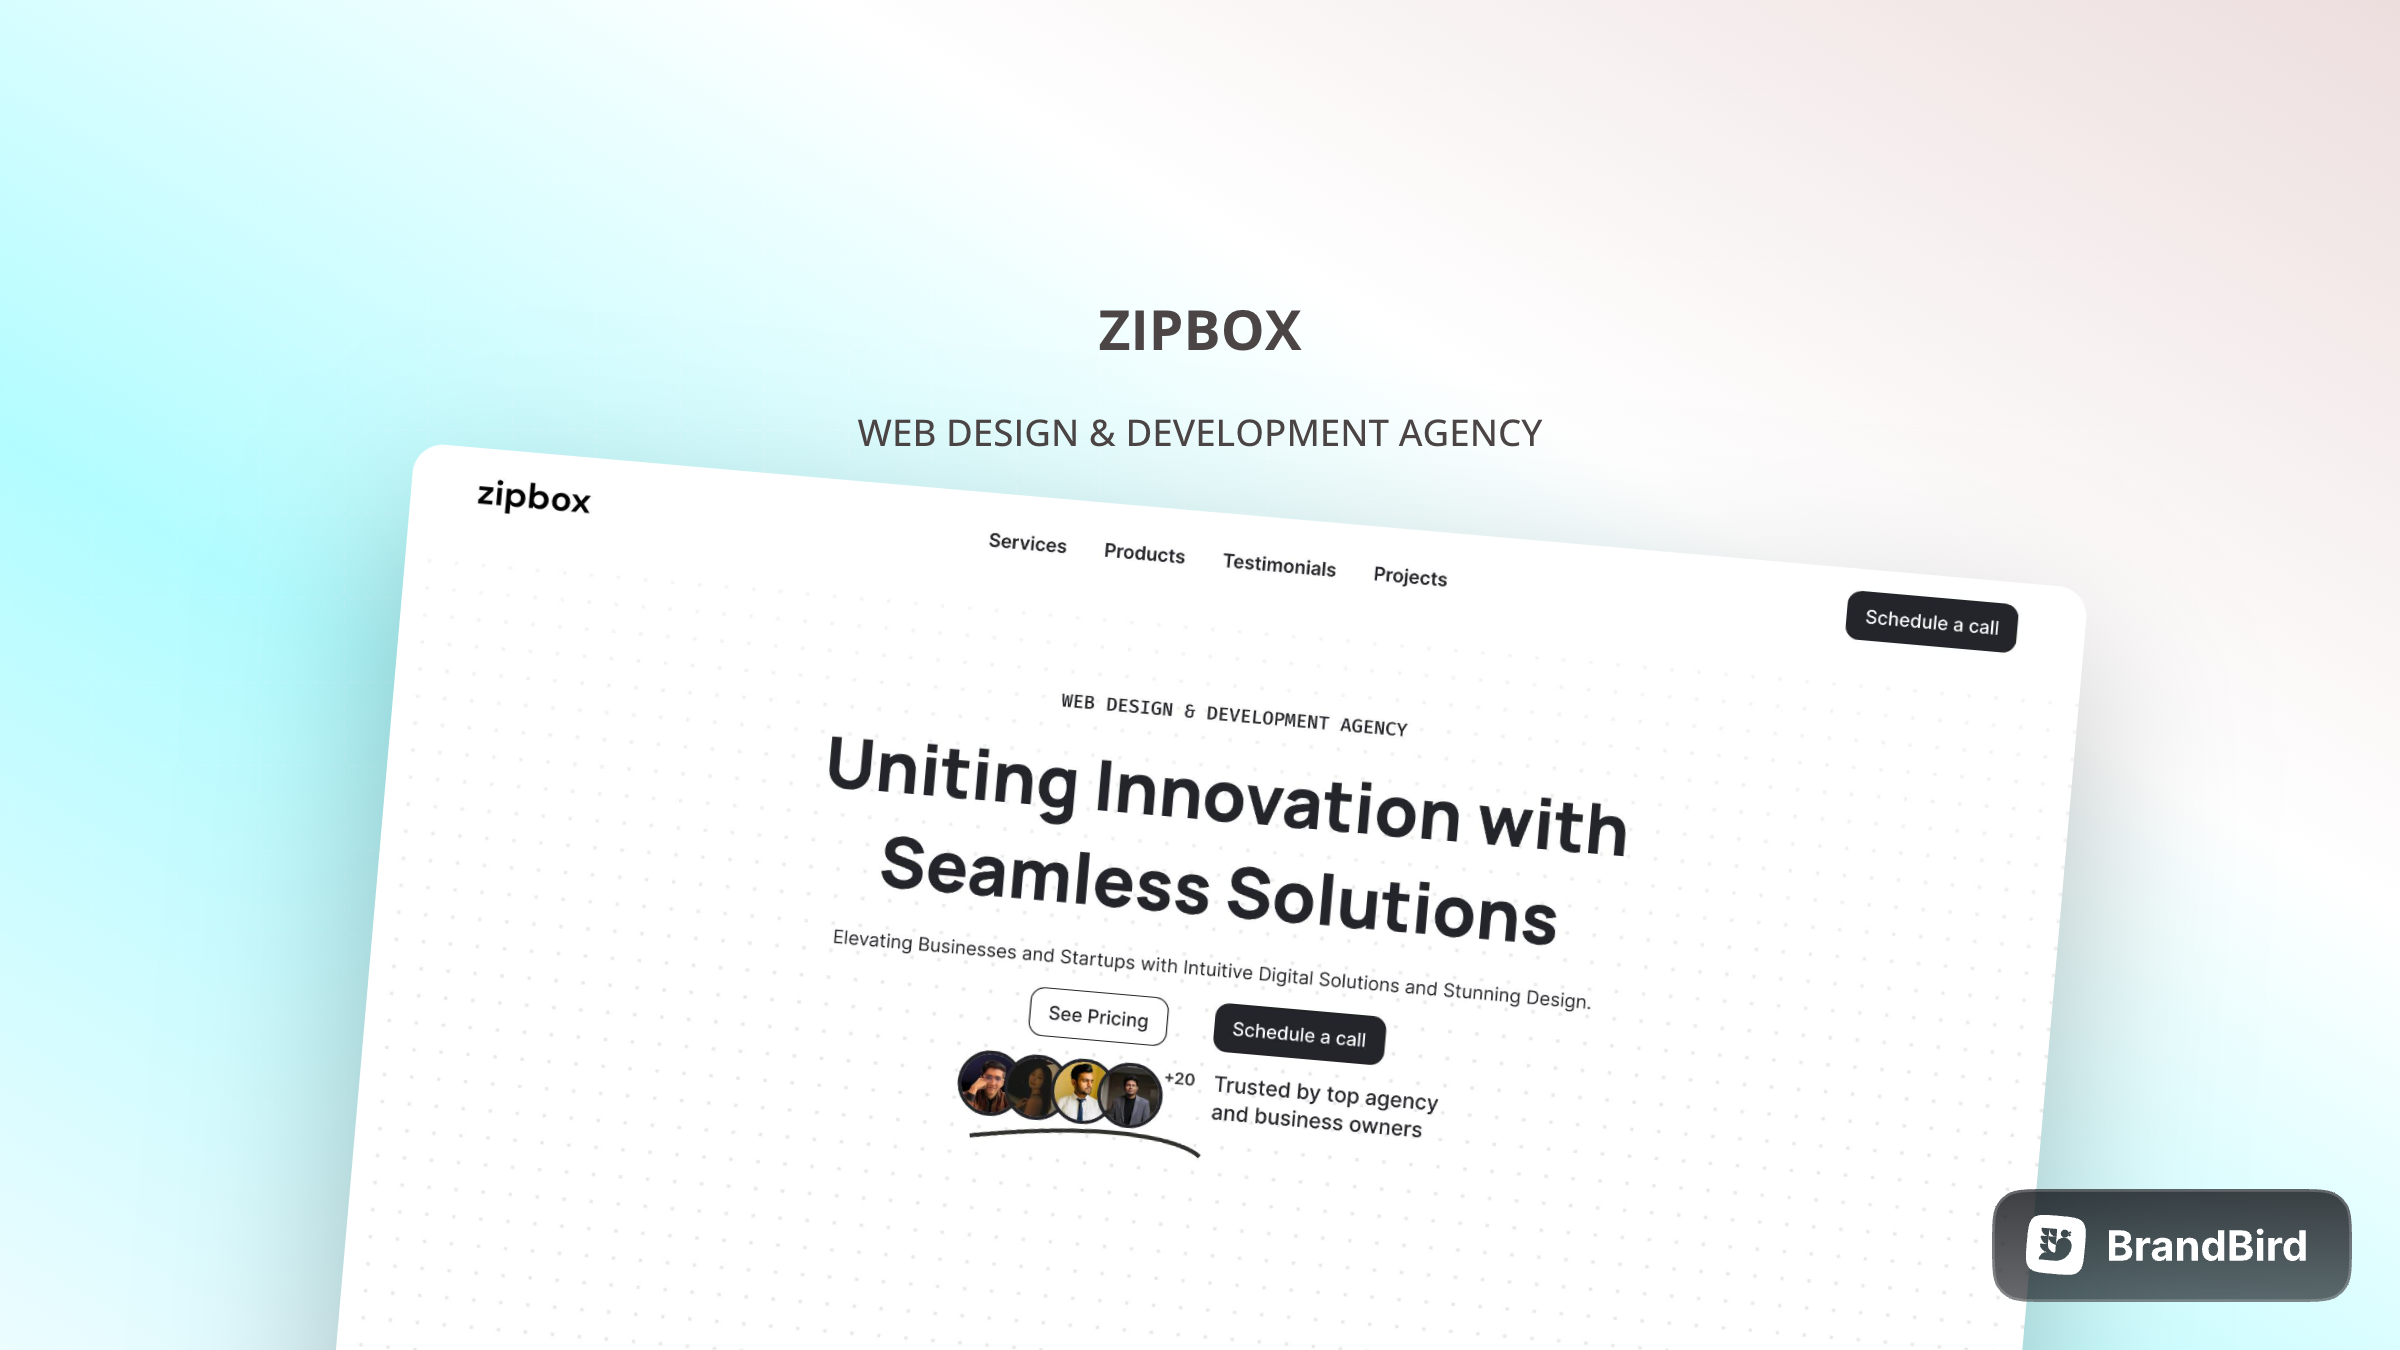 ZIPBOX
WEB DESIGN & DEVELOPMENT AGENCY
zipbox
Services Products Testimonials Projects
Schedule a call
WEB DESIGN & DEVELOPMENT AGENCY
Uniting Innovation with
Seamless Solutions
Elevating Businesses and Startups with Intuitive Digital Solutions and Stunning Design.
See Pricing Schedule a call
+20
Trusted by top agency
and business owners
BrandBird